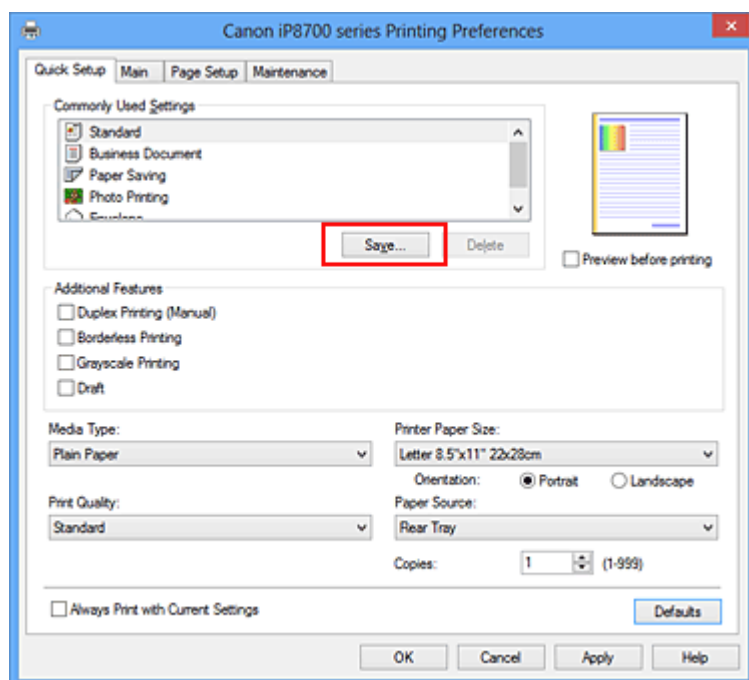 Canon iP8700 series Printing Preferences
Quick Setup Main Page Setup Maintenance
Commonly Used Settings
Standard
Business Document
Paper Saving
Photo Printing
Envelope
Save... Delete
Preview before printing
Additional Features
Duplex Printing (Manual)
Borderless Printing
Grayscale Printing
Draft
Media Type:
Plain Paper
Printer Paper Size:
Letter 8.5"x11" 22x28cm
Orientation: Portrait Landscape
Print Quality:
Standard
Paper Source:
Rear Tray
Copies: 1 (1-999)
Always Print with Current Settings
Defaults
OK Cancel Apply Help